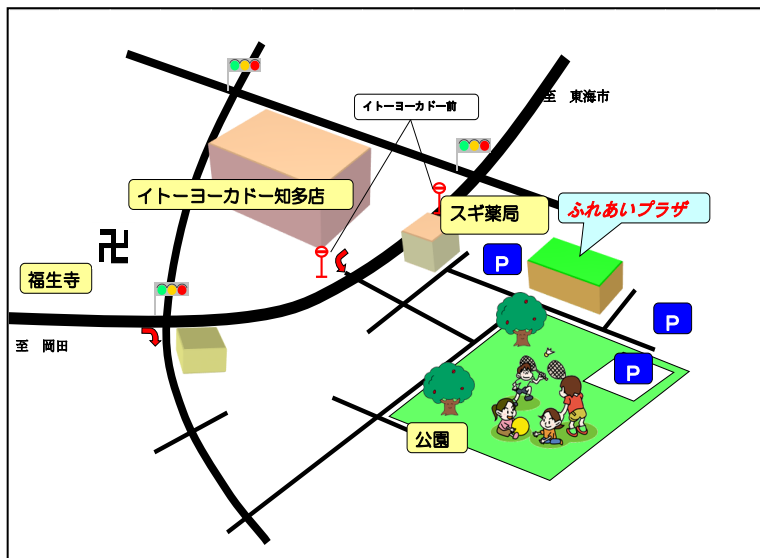 イトーヨーカドー前
至　東海市
イトーヨーカドー知多店
スギ薬局
ふれあいプラザ
卍
福生寺
P
P
至　岡田
P
公園